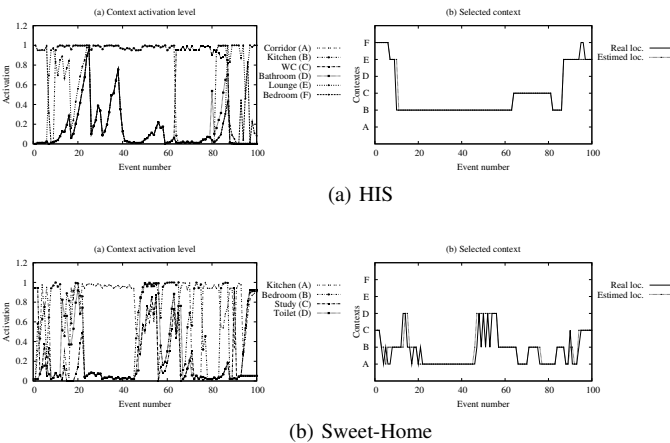 (a) Context activation level
1.2
1
0.8
0.6
0.4
0.2
0
Activation
0 20 40 60 80 100
Event number
Corridor (A)
Kitchen (B)
WC (C)
Bathroom (D)
Lounge (E)
Bedroom (F)
(b) Selected context
F
E
D
C
B
A
Contextes
0 20 40 60 80 100
Event number
Real loc.
Estimed loc.
(a) HIS
(a) Context activation level
1.2
1
0.8
0.6
0.4
0.2
0
Activation
0 20 40 60 80 100
Event number
Kitchen (A)
Bedroom (B)
Study (C)
Toilet (D)
(b) Selected context
F
E
D
C
B
A
Contexts
0 20 40 60 80 100
Event number
Real loc.
Estimed loc.
(b) Sweet-Home